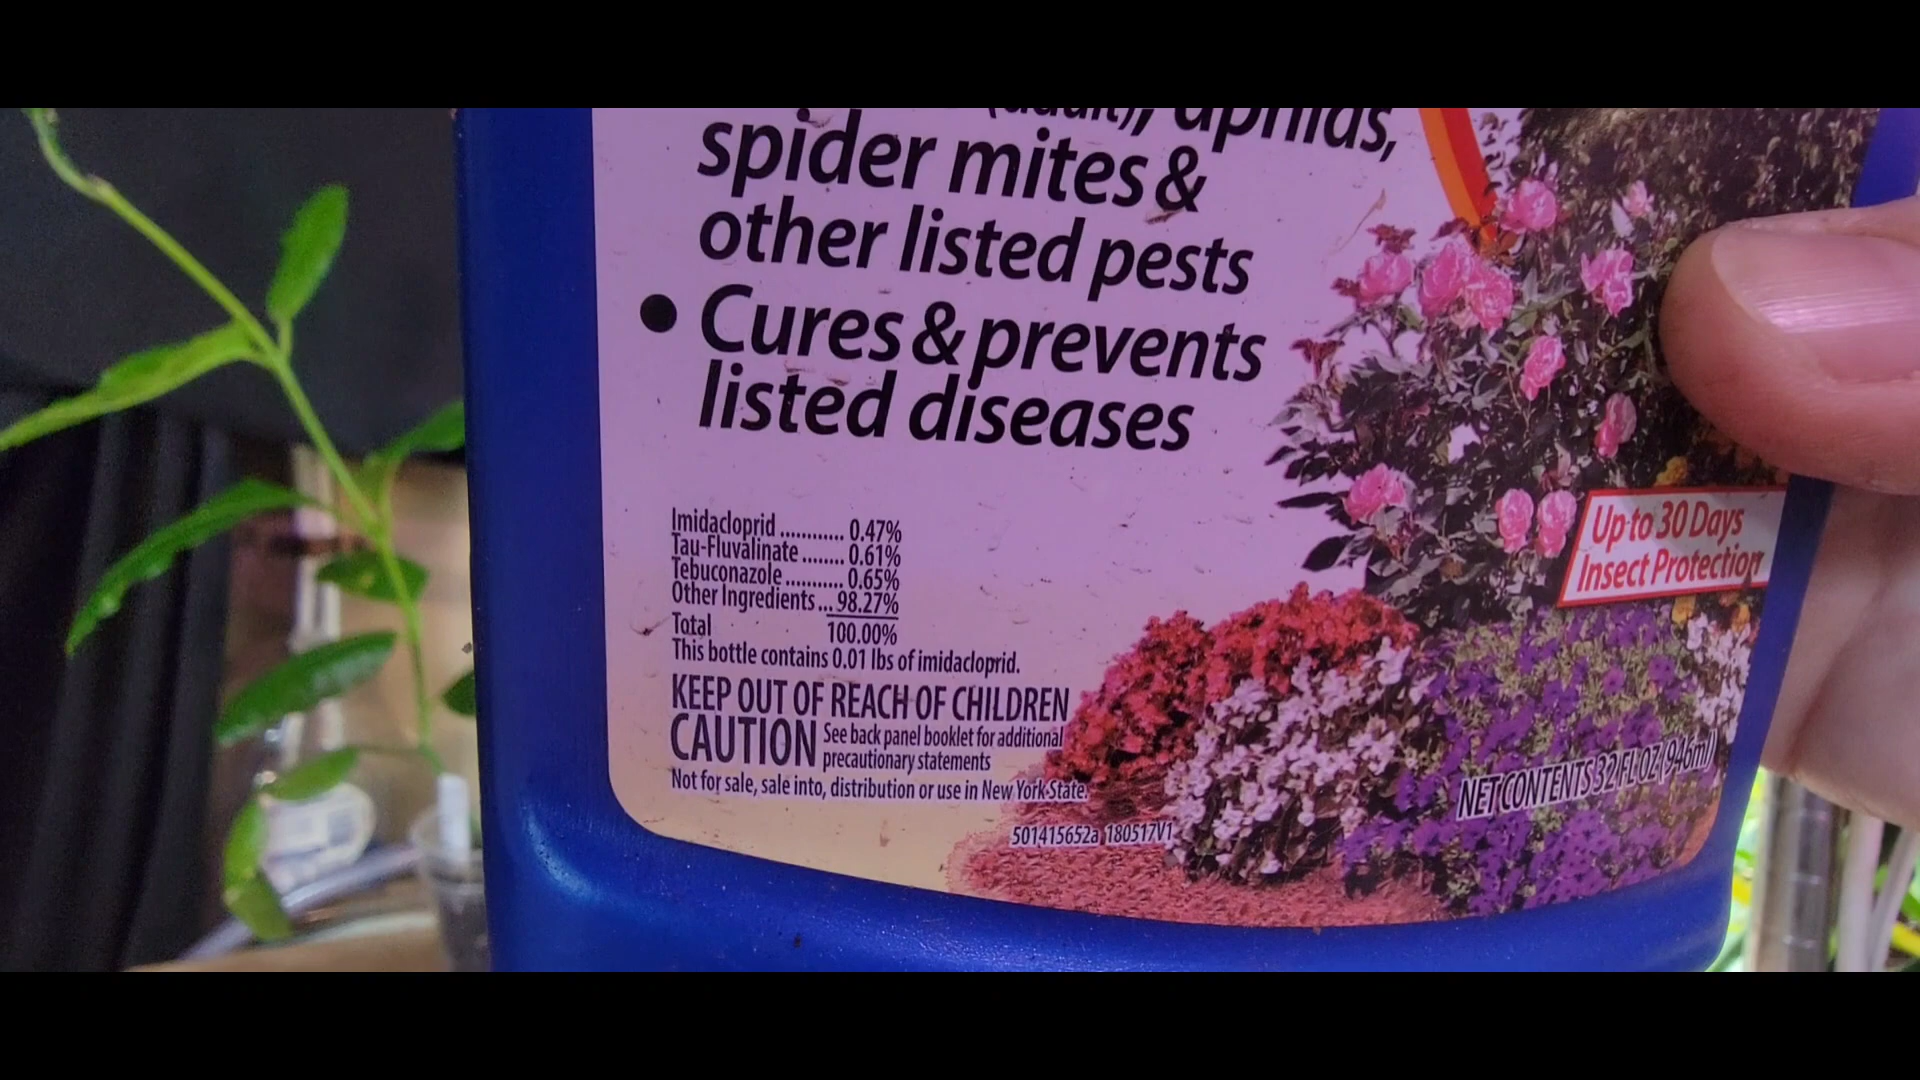 (adult), aphids,
spider mites &
other listed pests
• Cures & prevents
listed diseases
Imidacloprid ............ 0.47%
Tau-Fluvalinate ....... 0.61%
Tebuconazole ........... 0.65%
Other Ingredients ... 98.27%
Total 100.00%
This bottle contains 0.01 lbs of imidacloprid.
KEEP OUT OF REACH OF CHILDREN
CAUTION See back panel booklet for additional
precautionary statements
Not for sale, sale into, distribution or use in New York State.
501415652a 180517V1
Up to 30 Days
Insect Protection
NET CONTENTS 32 FL OZ (946ml)